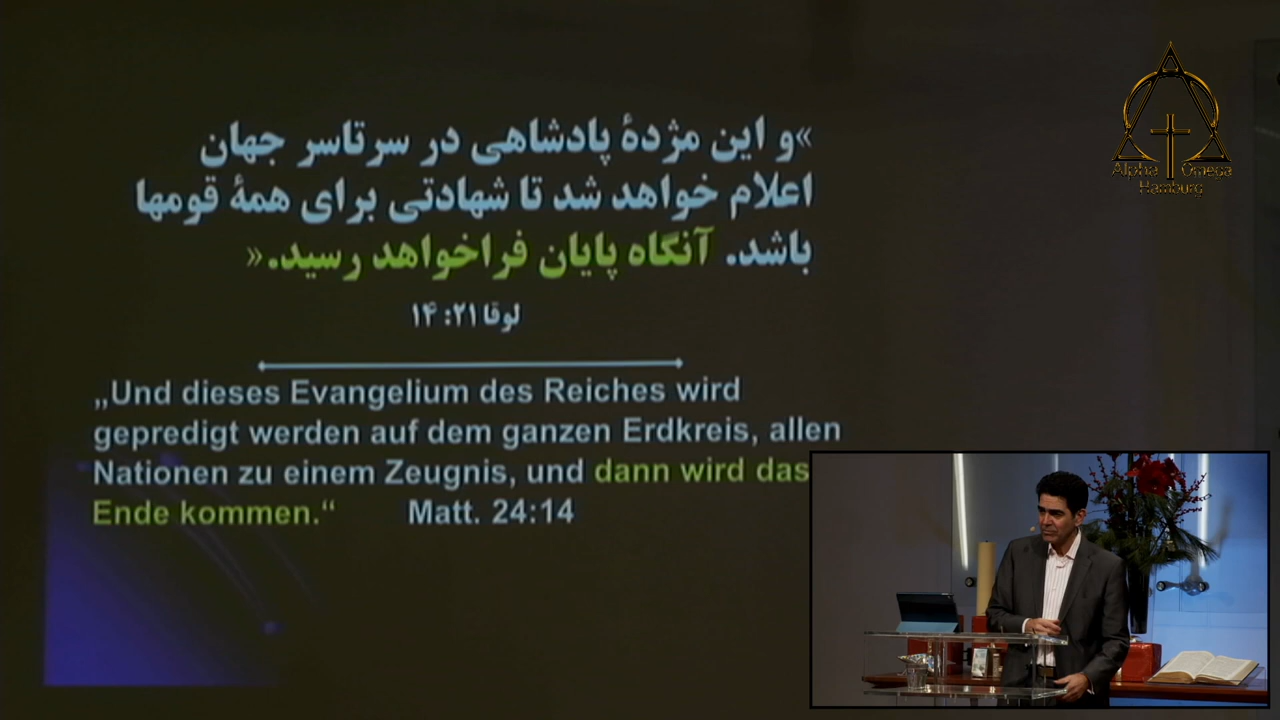 »و این مژدهٔ پادشاهی در سرتاسر جهان
اعلام خواهد شد تا شهادتی برای همهٔ قومها
باشد. آنگاه پایان فراخواهد رسید.«
لوقا ۲۱: ۱۴
„Und dieses Evangelium des Reiches wird
gepredigt werden auf dem ganzen Erdkreis, allen
Nationen zu einem Zeugnis, und dann wird das
Ende kommen.“ Matt. 24:14
Alpha Omega
Hamburg